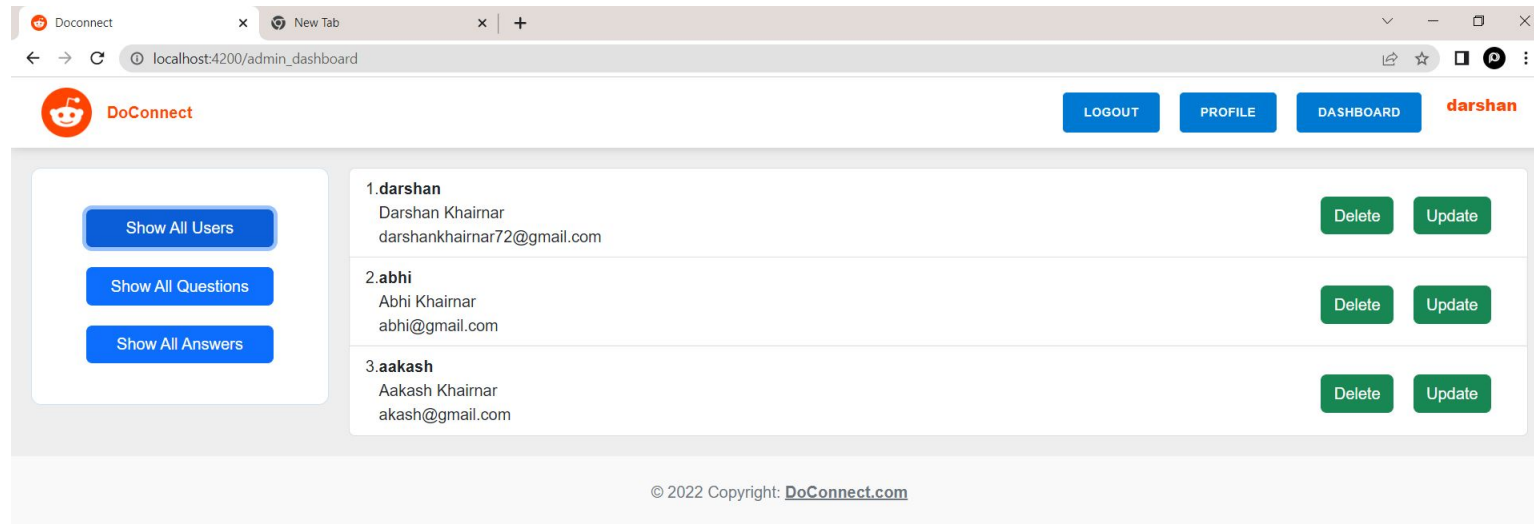 Doconnect
New Tab
localhost:4200/admin_dashboard
DoConnect
LOGOUT
PROFILE
DASHBOARD
darshan
Show All Users
Show All Questions
Show All Answers
1.darshan
Darshan Khairnar
darshankhairnar72@gmail.com
Delete
Update
2.abhi
Abhi Khairnar
abhi@gmail.com
Delete
Update
3.aakash
Aakash Khairnar
akash@gmail.com
Delete
Update
© 2022 Copyright: DoConnect.com